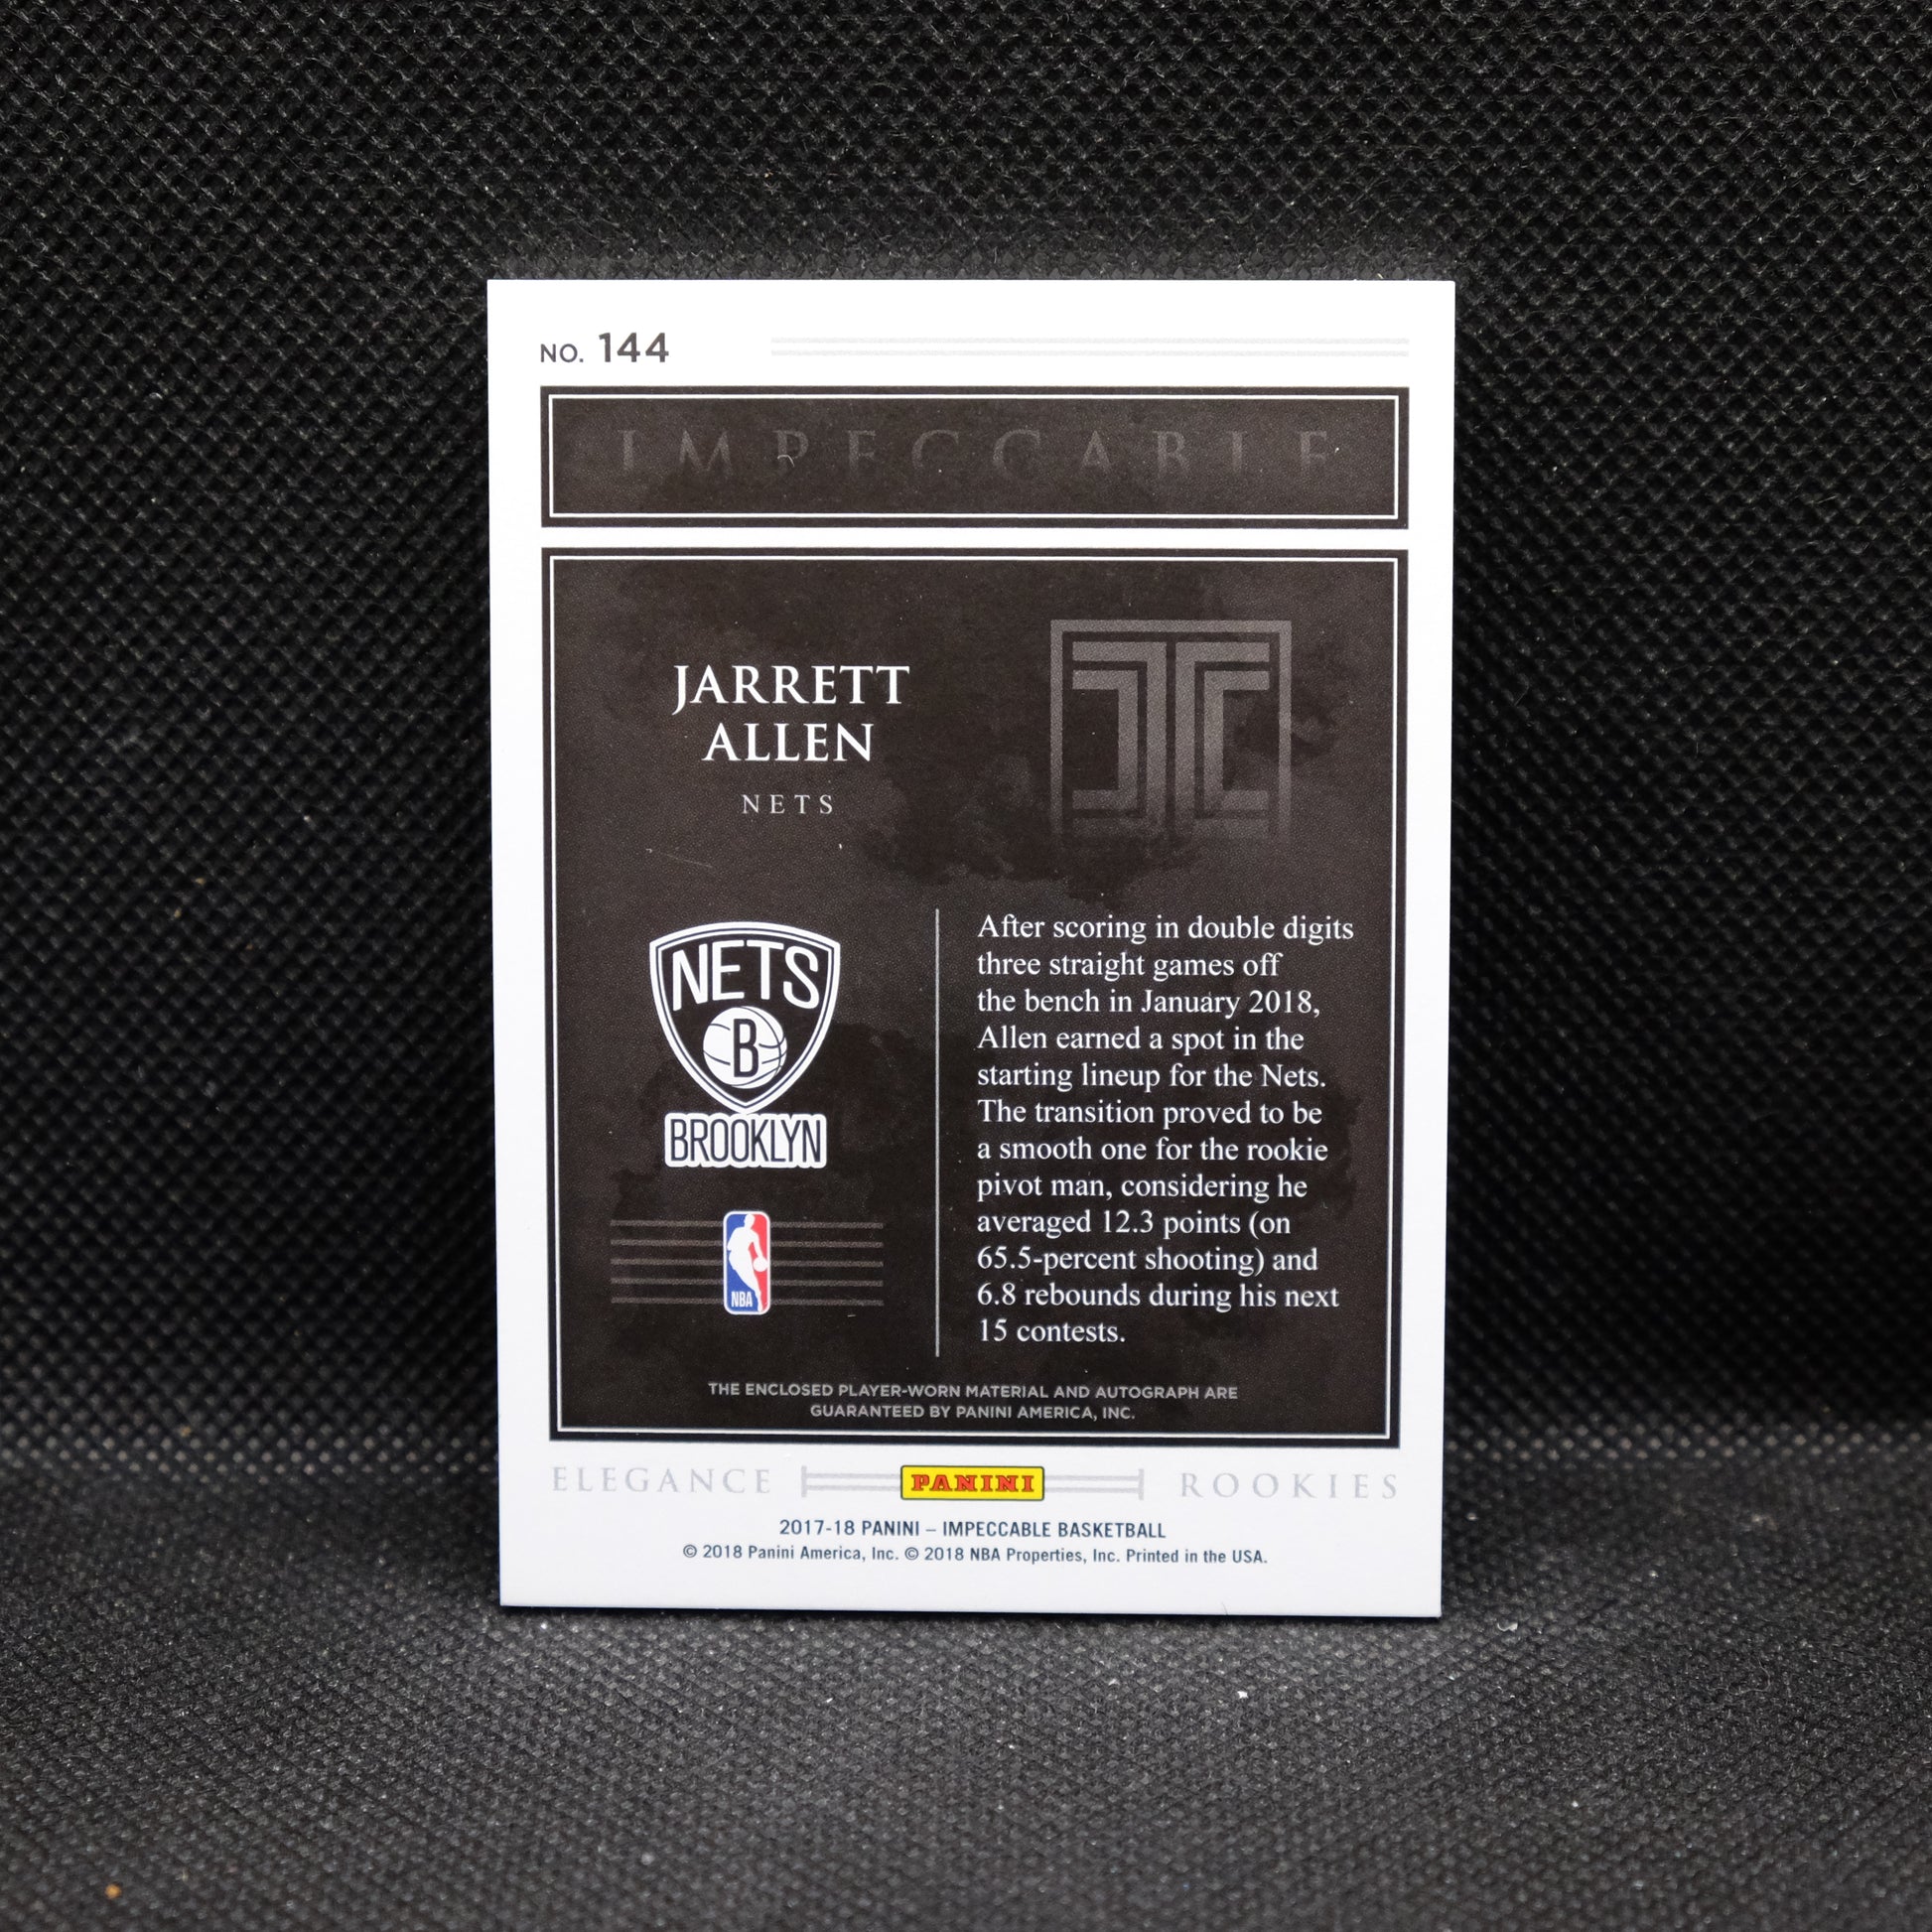 NO. 144
IMPECCABLE
JARRETT
ALLEN
NETS
NETS
B
BROOKLYN
NBA
After scoring in double digits
three straight games off
the bench in January 2018,
Allen earned a spot in the
starting lineup for the Nets.
The transition proved to be
a smooth one for the rookie
pivot man, considering he
averaged 12.3 points (on
65.5-percent shooting) and
6.8 rebounds during his next
15 contests.
THE ENCLOSED PLAYER-WORN MATERIAL AND AUTOGRAPH ARE
GUARANTEED BY PANINI AMERICA, INC.
ELEGANCE PANINI ROOKIES
2017-18 PANINI – IMPECCABLE BASKETBALL
© 2018 Panini America, Inc. © 2018 NBA Properties, Inc. Printed in the USA.